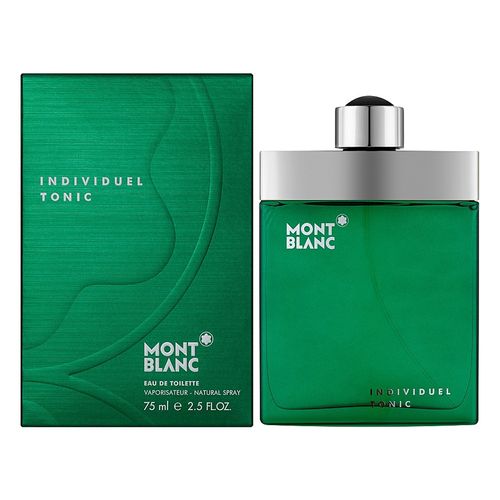 INDIVIDUEL
TONIC
MONT
BLANC
EAU DE TOILETTE
VAPORISATEUR - NATURAL SPRAY
75 ml e 2.5 FL.OZ.
MONT
BLANC
INDIVIDUEL
TONIC